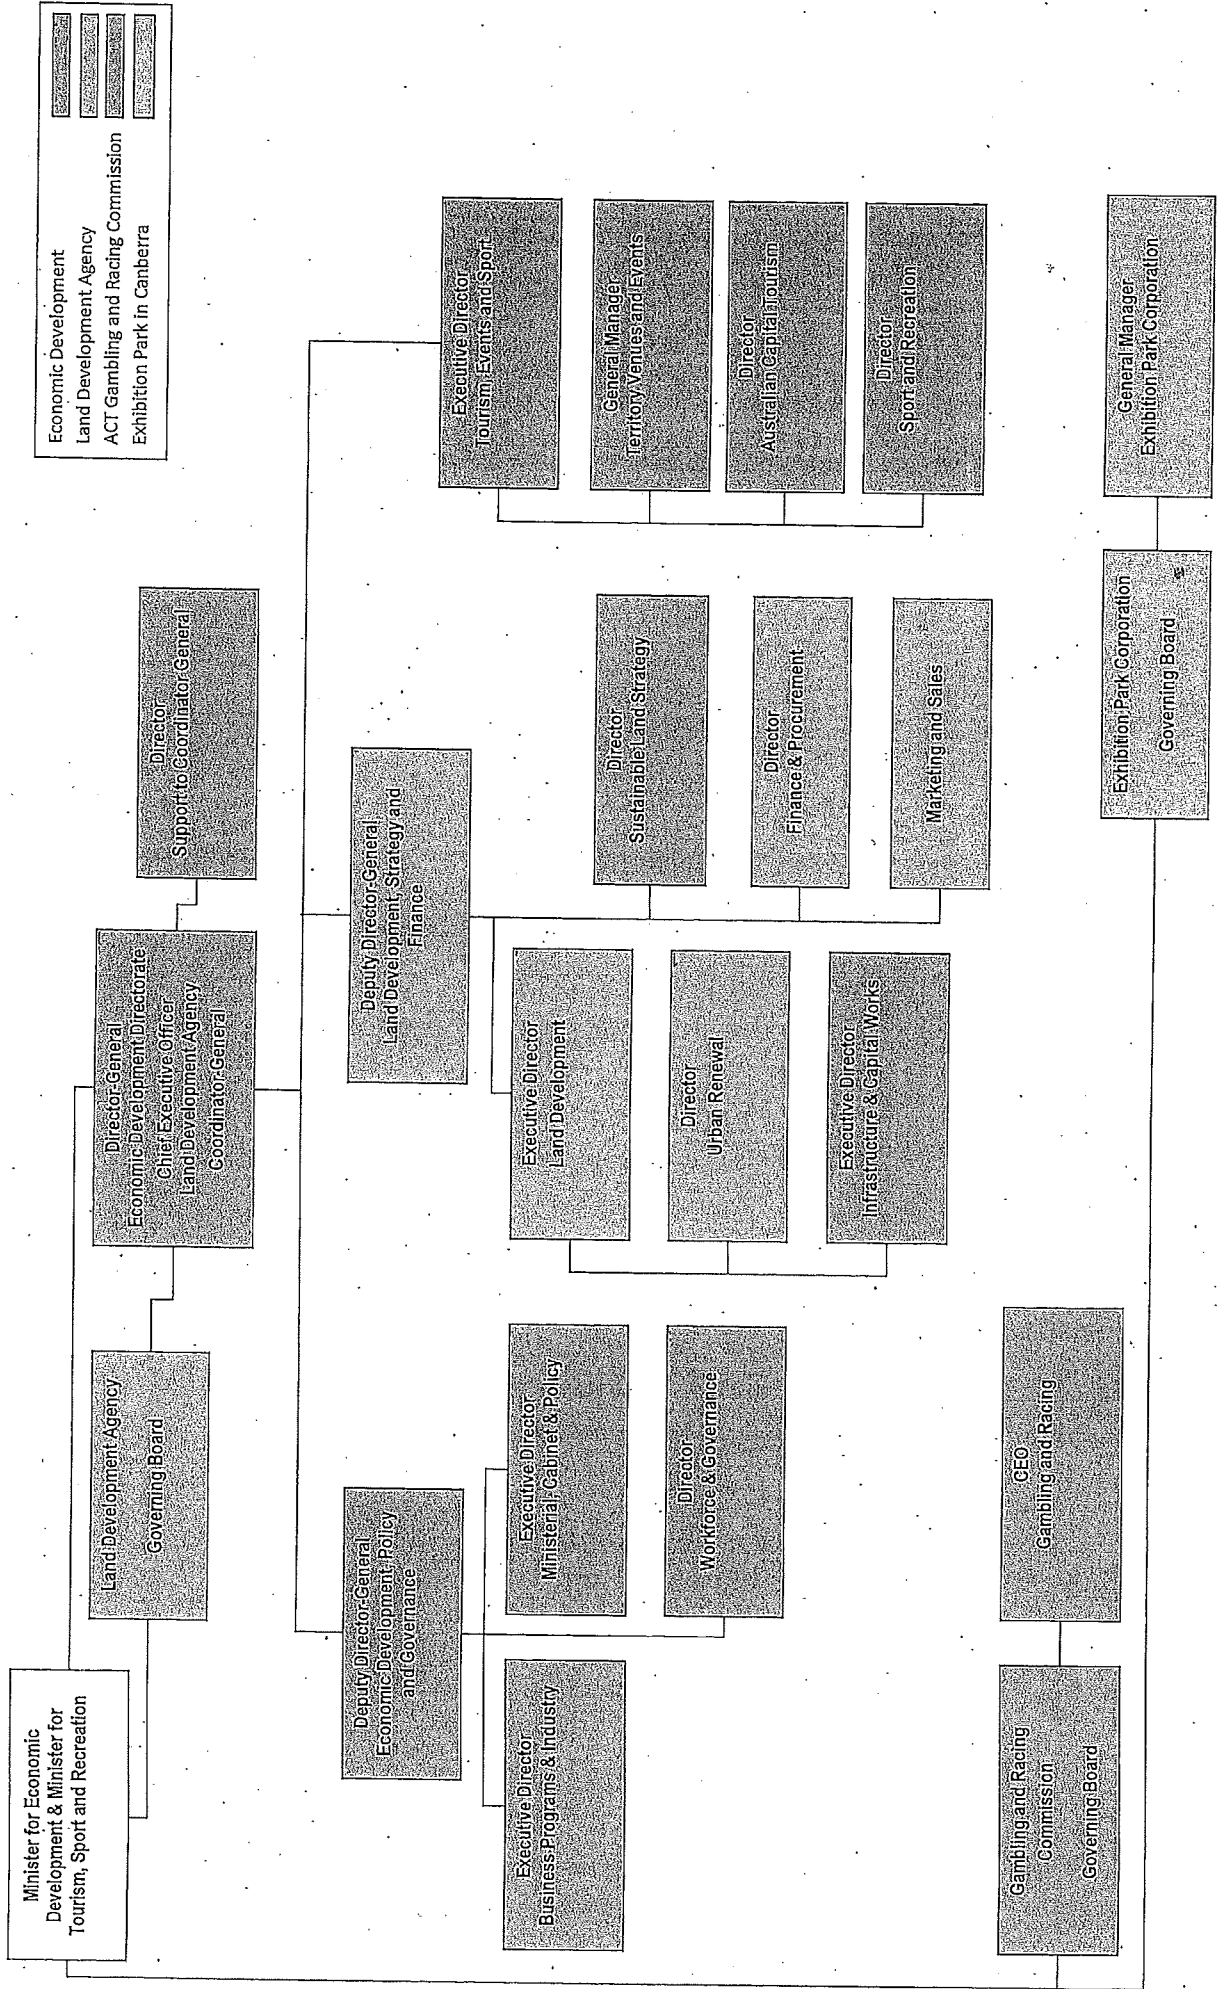 Minister for Economic
Development & Minister for
Tourism, Sport and Recreation
Economic Development
Land Development Agency
ACT Gambling and Racing Commission
Exhibition Park in Canberra
Land Development Agency
Governing Board
Director-General
Economic Development Directorate
Chief Executive Officer
Land Development Agency
Coordinator-General
Director
Support to Coordinator-General
Deputy Director-General
Economic Development, Policy
and Governance
Deputy Director-General
Land Development, Strategy and
Finance
Executive Director
Tourism, Events and Sport
Executive Director
Business Programs & Industry
Executive Director
Ministerial, Cabinet & Policy
Director
Workforce & Governance
Executive Director
Land Development
Director
Urban Renewal
Executive Director
Infrastructure & Capital Works
Director
Sustainable Land Strategy
Director
Finance & Procurement
Marketing and Sales
General Manager
Territory Venues and Events
Director
Australian Capital Tourism
Director
Sport and Recreation
Gambling and Racing
Commission
Governing Board
CEO
Gambling and Racing
Exhibition Park Corporation
Governing Board
General Manager
Exhibition Park Corporation